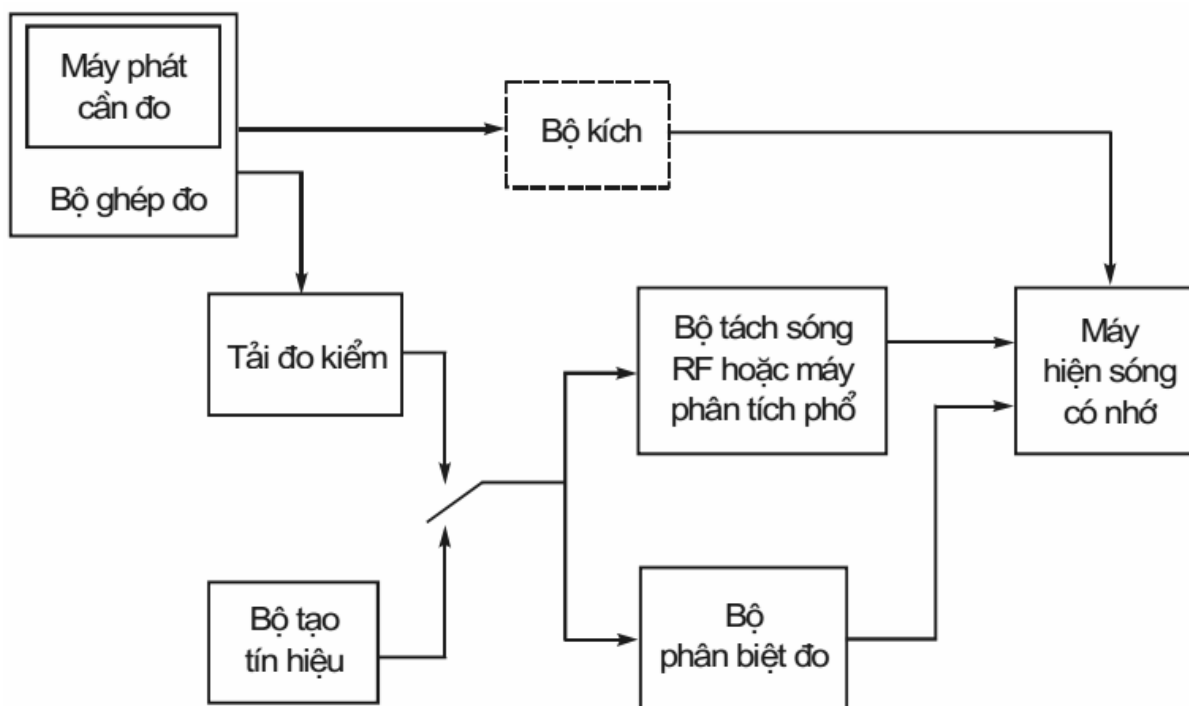 Máy phát
cần đo
Bộ ghép đo
Bộ kích
Tải đo kiểm
Bộ tách sóng
RF hoặc máy
phân tích phổ
Máy
hiện sóng
có nhớ
Bộ tạo
tín hiệu
Bộ
phân biệt đo